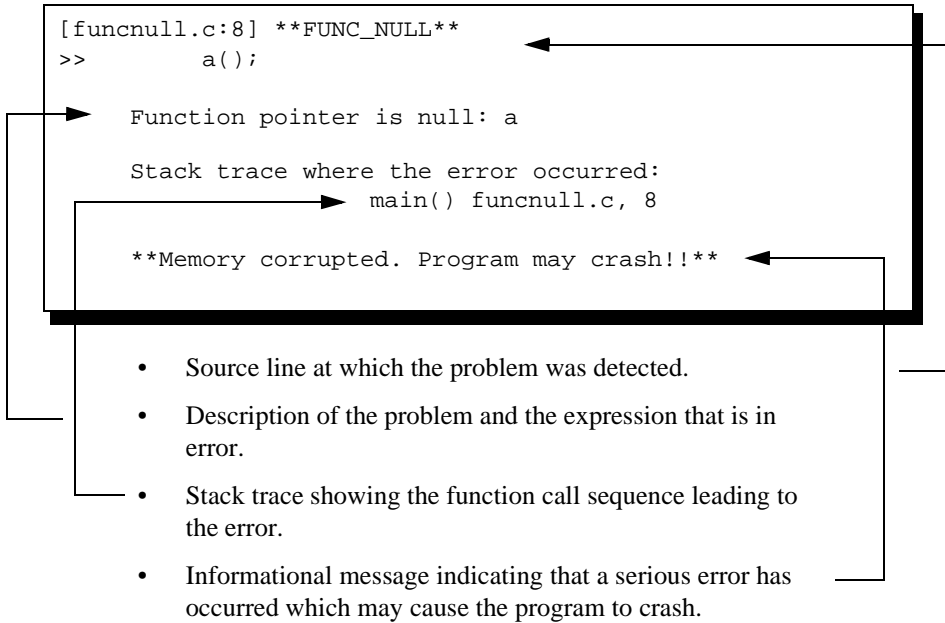 [funcnull.c:8] **FUNC_NULL**
>>        a();
Function pointer is null: a
Stack trace where the error occurred:
main() funcnull.c, 8
**Memory corrupted. Program may crash!!**
• Source line at which the problem was detected.
• Description of the problem and the expression that is in
error.
• Stack trace showing the function call sequence leading to
the error.
• Informational message indicating that a serious error has
occurred which may cause the program to crash.